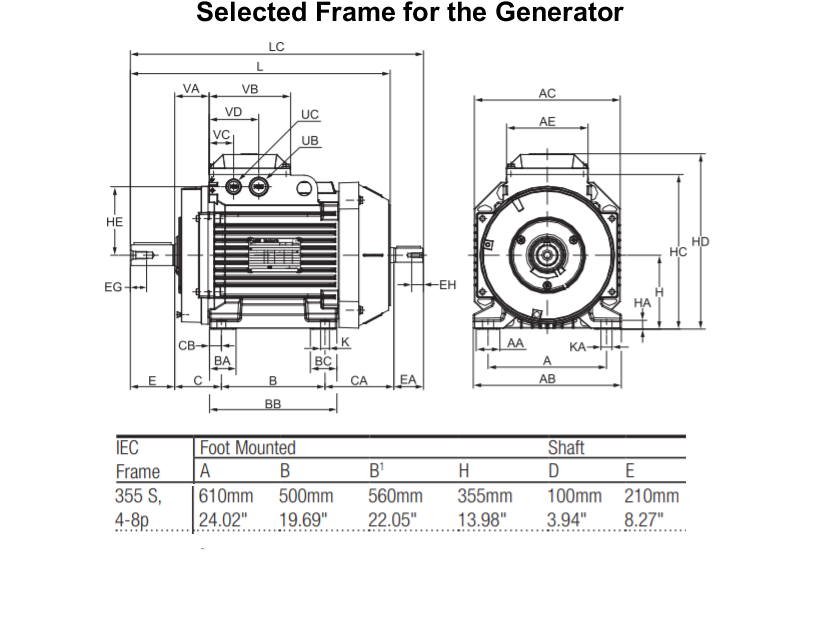 Selected Frame for the Generator
LC
L
VA VB
VD UC
VC UB
HE
EG
EH
CB
K
BA BC
E C B CA EA
BB
AC
AE
HD
HC
H
HA
AA KA
A
AB
IEC Foot Mounted Shaft
Frame A B B¹ H D E
355 S, 610mm 500mm 560mm 355mm 100mm 210mm
4-8p 24.02" 19.69" 22.05" 13.98" 3.94" 8.27"